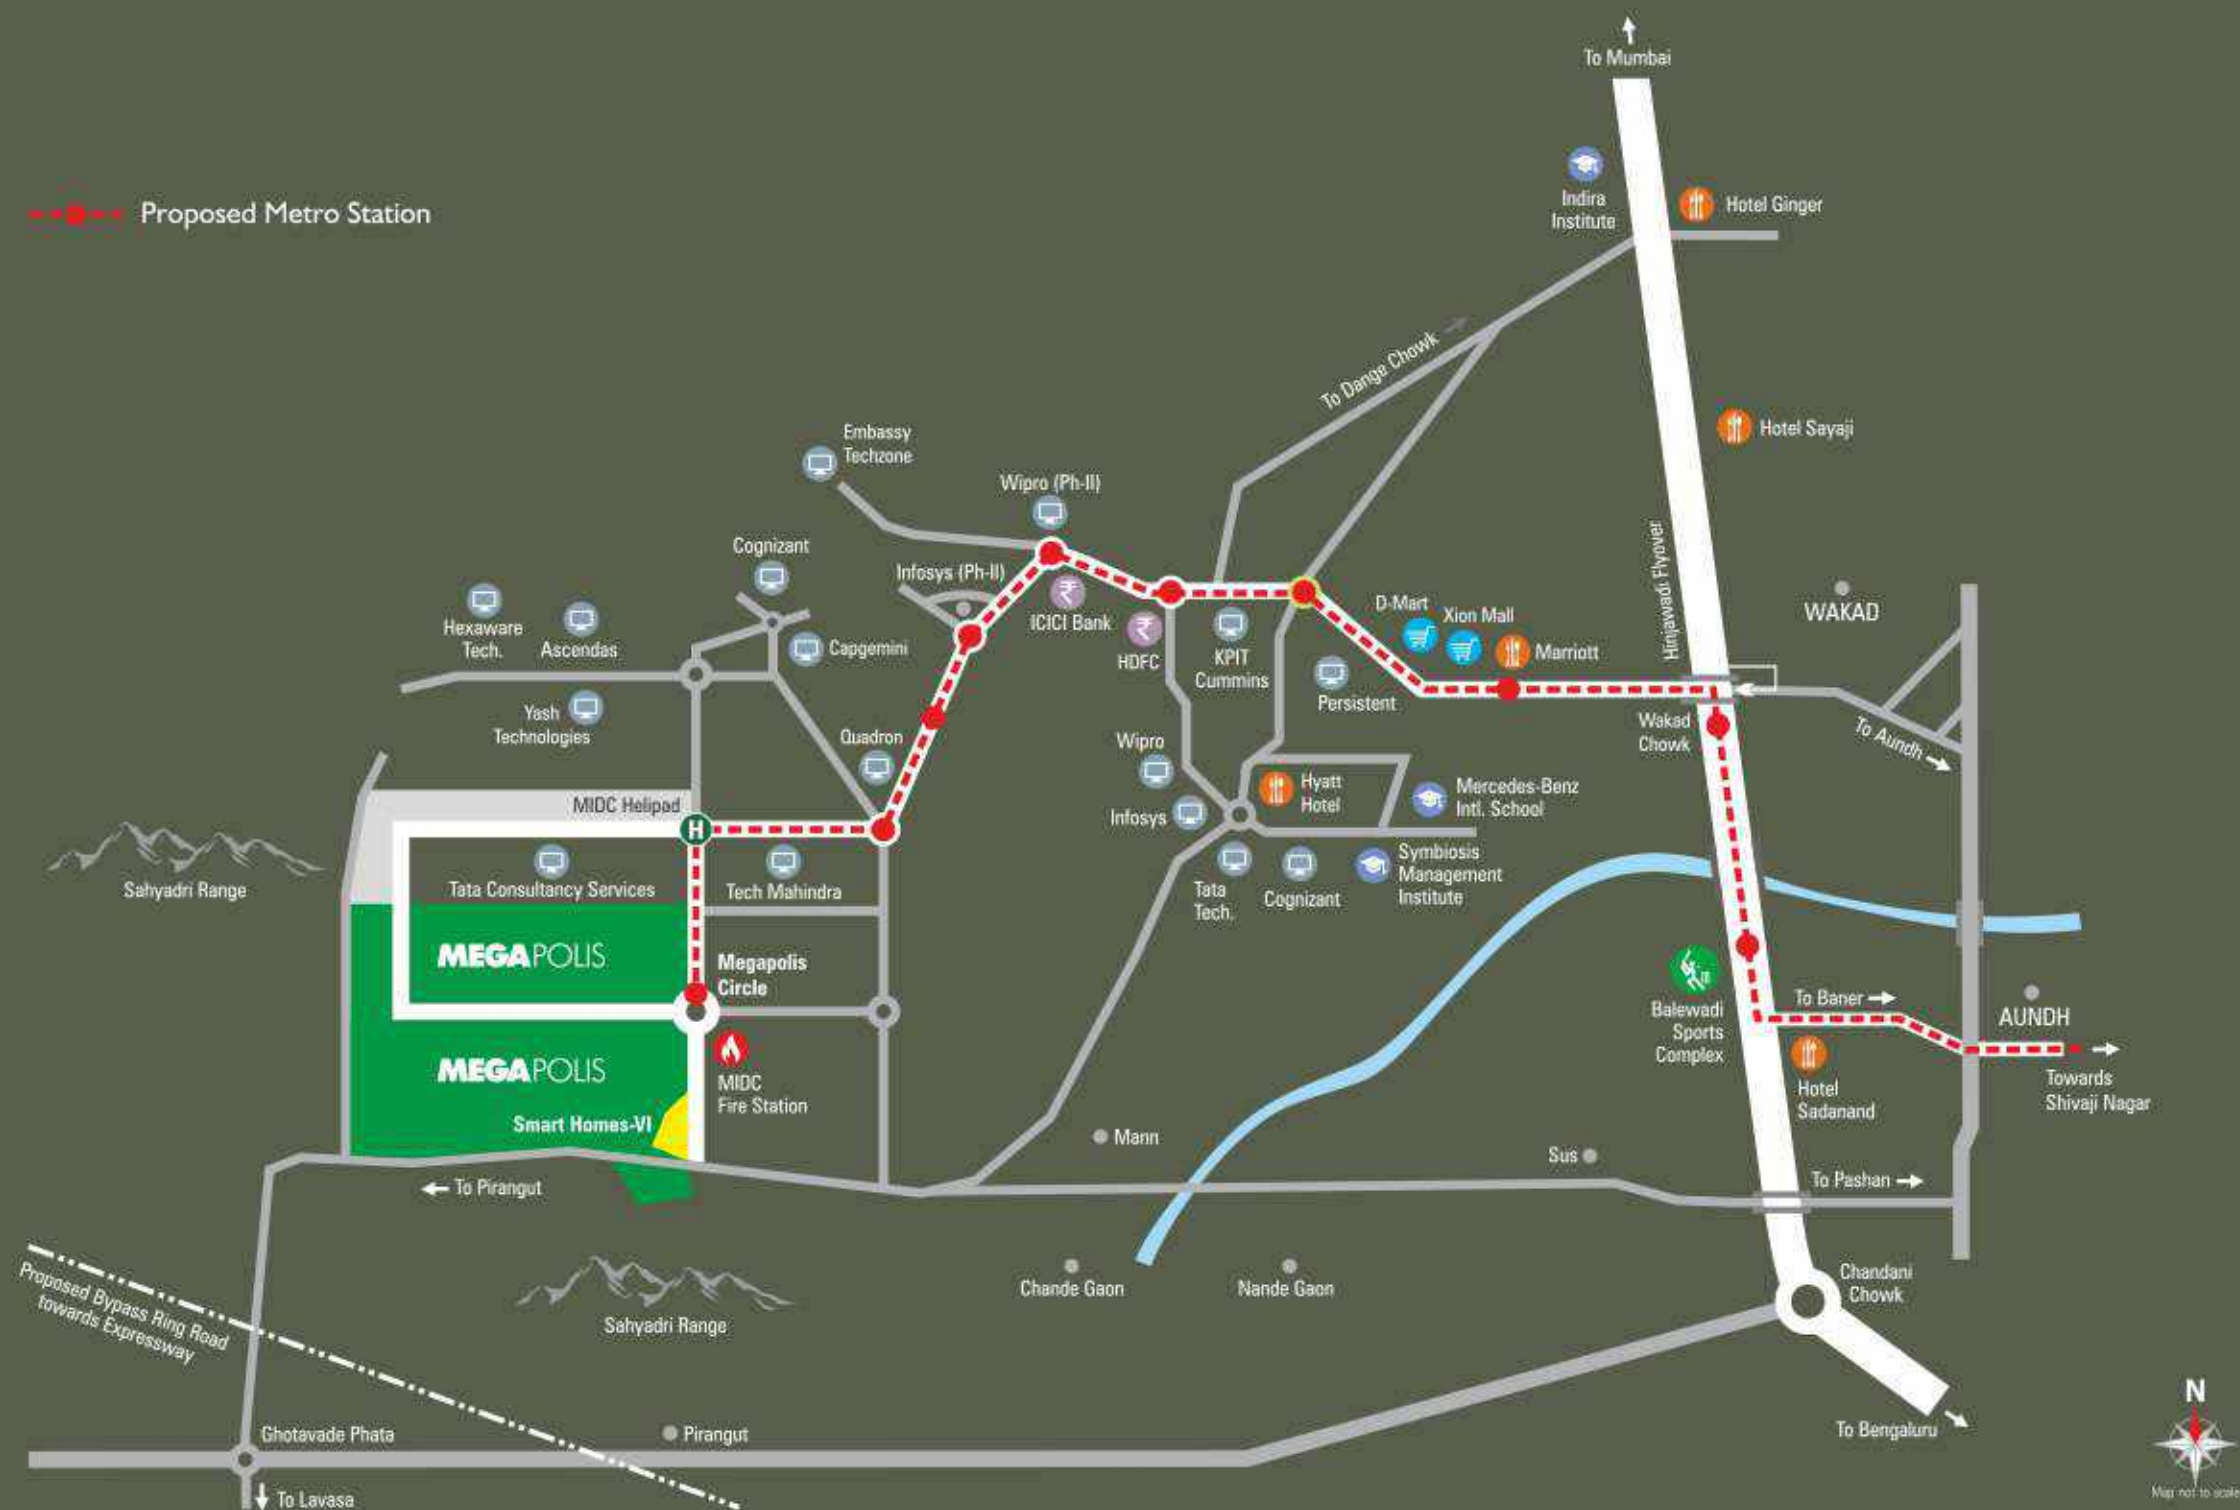 To Mumbai
Indira
Institute
Hotel Ginger
Proposed Metro Station
To Dange Chowk
Hotel Sayaji
Embassy
Techzone
Wipro (Ph-II)
Cognizant
Infosys (Ph-II)
Hinjawadi Flyover
WAKAD
Hexaware
Tech.
Ascendas
Capgemini
ICICI Bank
HDFC
KPIT
Cummins
D-Mart
Xion Mall
Marriott
Persistent
Yash
Technologies
Quadron
Wipro
Wakad
Chowk
To Aundh
MIDC Helipad
H
Infosys
Hyatt
Hotel
Mercedes-Benz
Intl. School
Sahyadri Range
Tata Consultancy Services
Tech Mahindra
Tata
Tech.
Cognizant
Symbiosis
Management
Institute
MEGAPOLIS
Megapolis
Circle
Balewadi
Sports
Complex
To Baner
AUNDH
MEGAPOLIS
MIDC
Fire Station
Hotel
Sadanand
Towards
Shivaji Nagar
Smart Homes-VI
Mann
Sus
To Pirangut
To Pashan
Proposed Bypass Ring Road
towards Expressway
Sahyadri Range
Chande Gaon
Nande Gaon
Chandani
Chowk
Ghotavade Phata
Pirangut
To Bengaluru
N
To Lavasa
Map not to scale